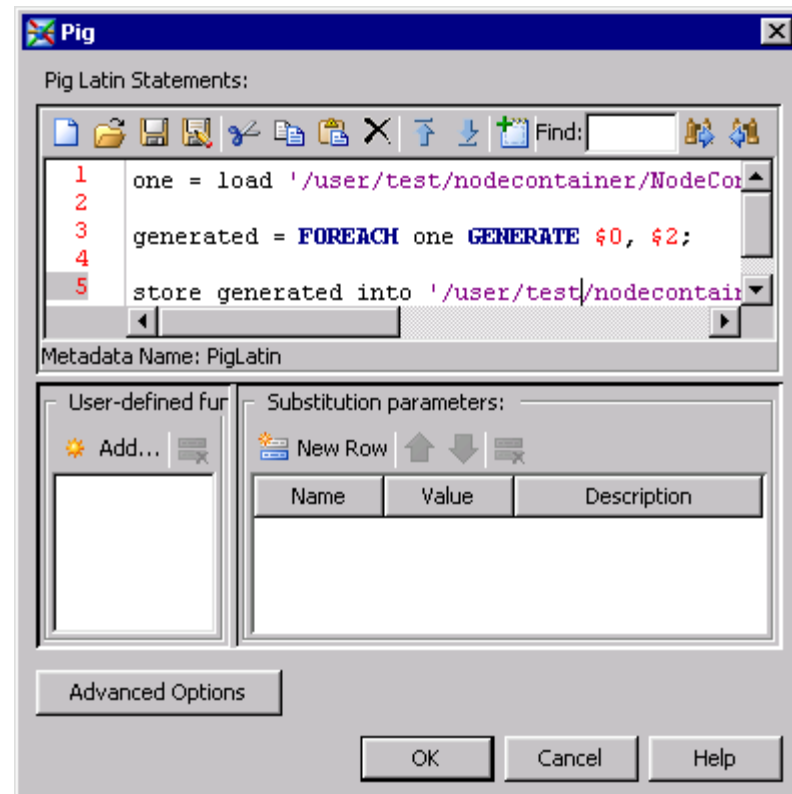 Pig
Pig Latin Statements:
Find:
1 one = load '/user/test/nodecontainer/NodeCon
2
3 generated = FOREACH one GENERATE $0, $2;
4
5 store generated into '/user/test/nodecontain
Metadata Name: PigLatin
User-defined fur
Substitution parameters:
Add...
New Row
Name Value Description
Advanced Options
OK Cancel Help